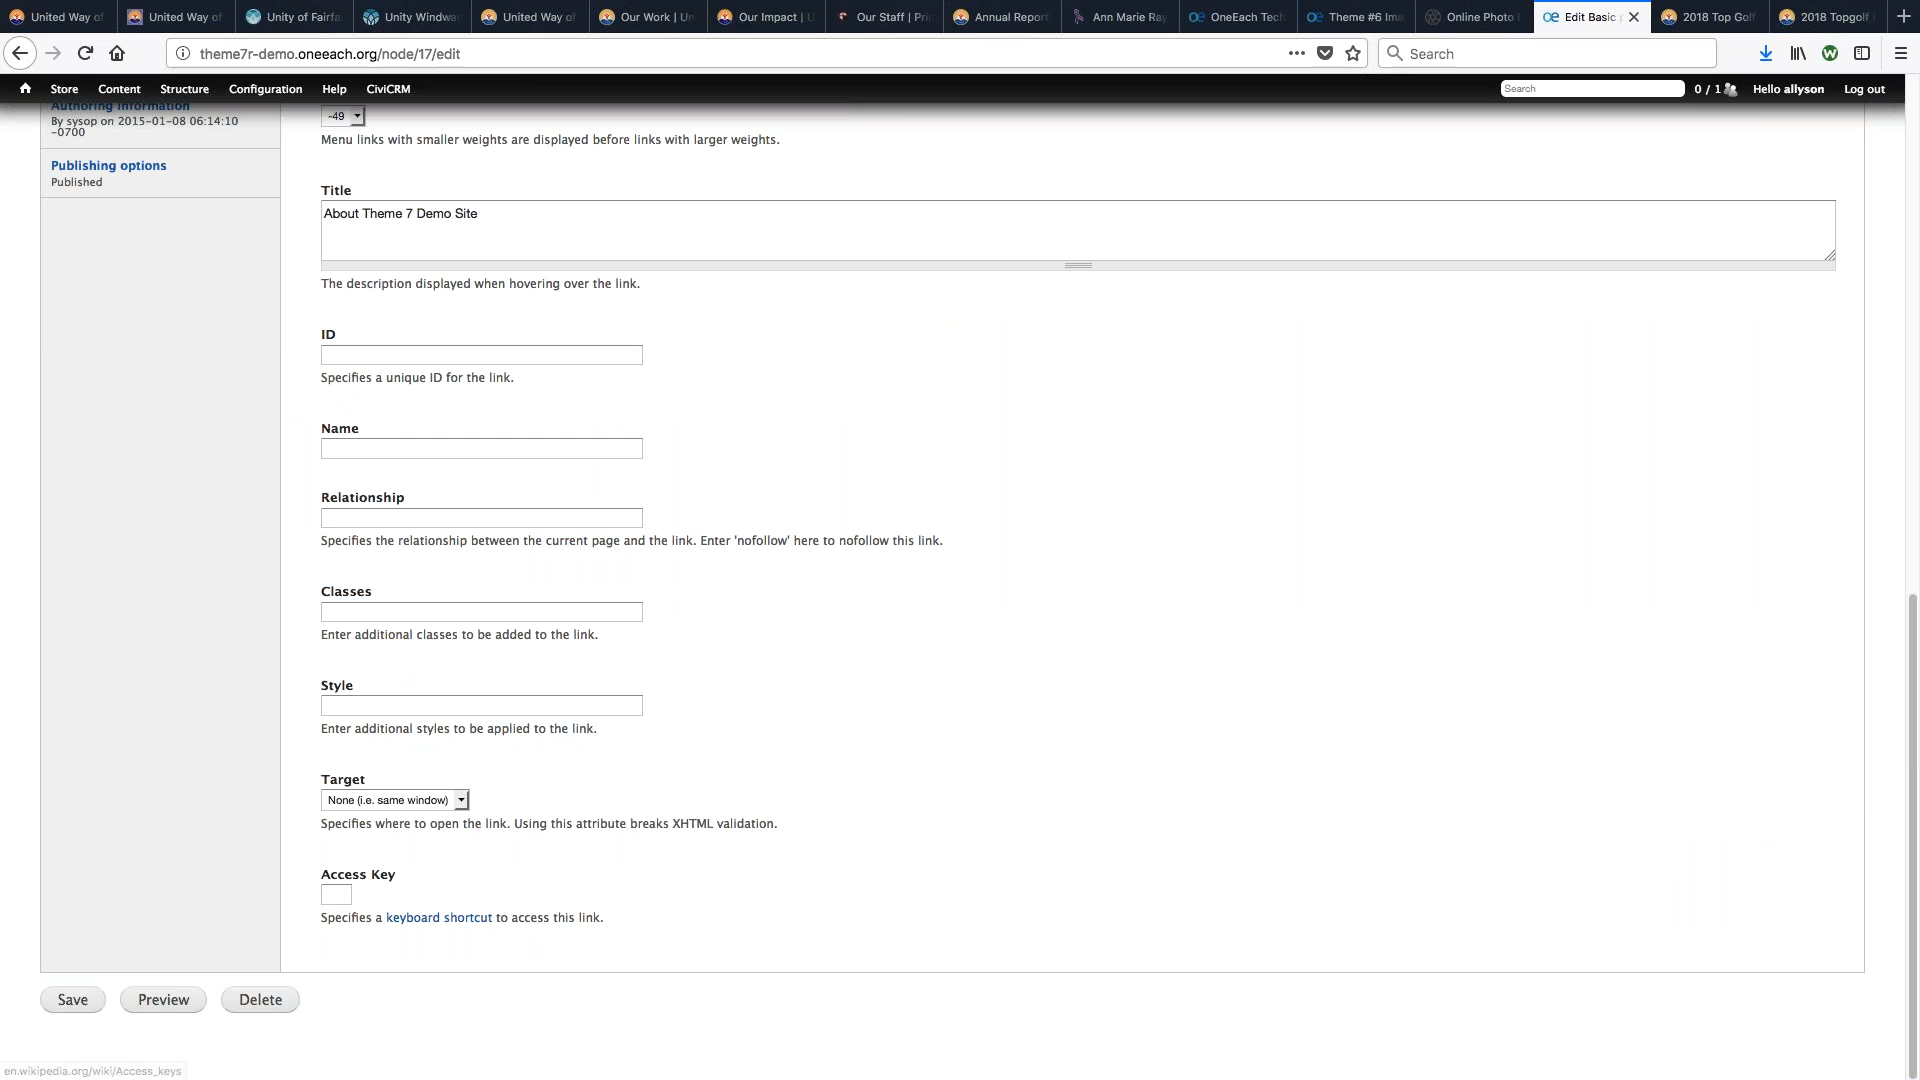 United Way of
United Way of
Unity of Fairfa
Unity Windwa
United Way of
Our Work | Un
Our Impact | U
Our Staff | Pri
Annual Report
Ann Marie Ray
OneEach Tech
Theme #6 Ima
Online Photo E
Edit Basic
2018 Top Golf
2018 Topgolf
theme7r-demo.oneeach.org/node/17/edit
Search
Store Content Structure Configuration Help CiviCRM
Search
0 / 1
Hello allyson
Log out
Authoring information
By sysop on 2015-01-08 06:14:10
-0700
Publishing options
Published
-49
Menu links with smaller weights are displayed before links with larger weights.
Title
About Theme 7 Demo Site
The description displayed when hovering over the link.
ID
Specifies a unique ID for the link.
Name
Relationship
Specifies the relationship between the current page and the link. Enter 'nofollow' here to nofollow this link.
Classes
Enter additional classes to be added to the link.
Style
Enter additional styles to be applied to the link.
Target
None (i.e. same window)
Specifies where to open the link. Using this attribute breaks XHTML validation.
Access Key
Specifies a keyboard shortcut to access this link.
Save Preview Delete
en.wikipedia.org/wiki/Access_keys